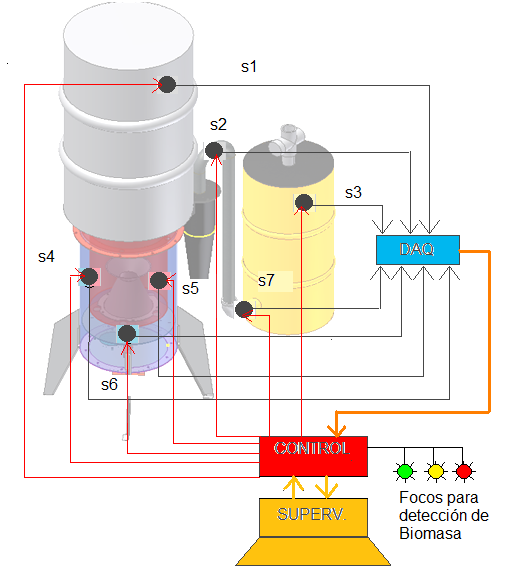 s1
s2
s3
DAQ
s4
s5
s7
s6
CONTROL
SUPERV.
Focos para
detección de
Biomasa